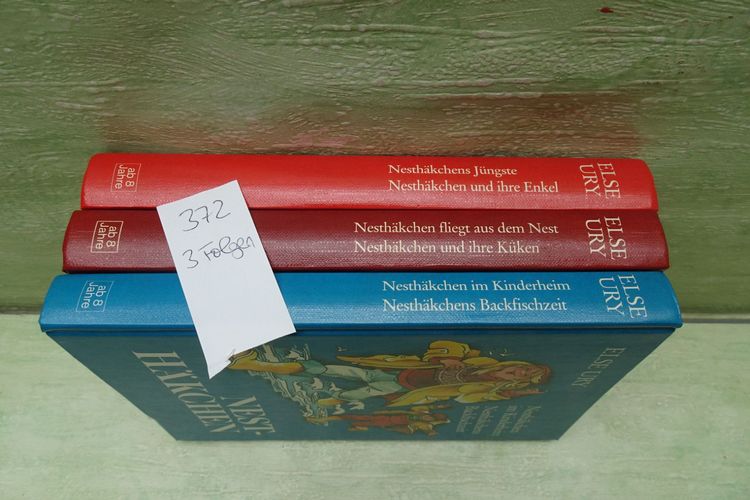 ab 8
Jahre
Nesthäkchens Jüngste
Nesthäkchen und ihre Enkel
ELSE
URY
ab 8
Jahre
Nesthäkchen fliegt aus dem Nest
Nesthäkchen und ihre Küken
ELSE
URY
ab 8
Jahre
Nesthäkchen im Kinderheim
Nesthäkchens Backfischzeit
ELSE
URY
372
3 Folgen
ELSE URY
NEST-
HÄKCHEN